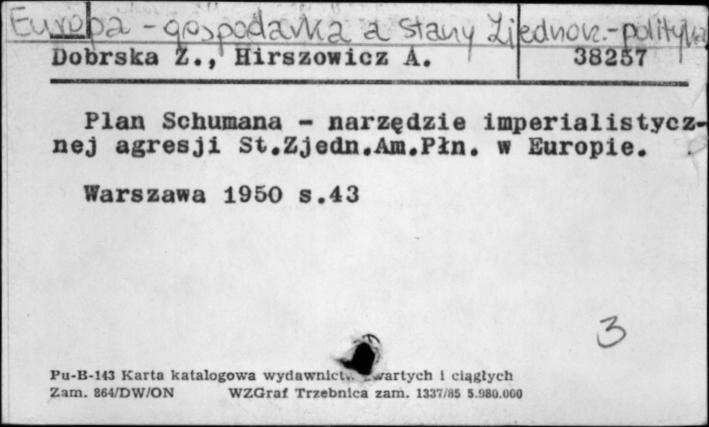 Europa - gospodarka a Stany Zjednocz.-polityka
Dobrska Z., Hirszowicz A. 38257
Plan Schumana - narzędzie imperialistycz-
nej agresji St.Zjedn.Am.Płn. w Europie.
Warszawa 1950 s.43
3
Pu-B-143 Karta katalogowa wydawnictw zwartych i ciągłych
Zam. 864/DW/ON WZGraf Trzebnica zam. 1337/85 5.980.000